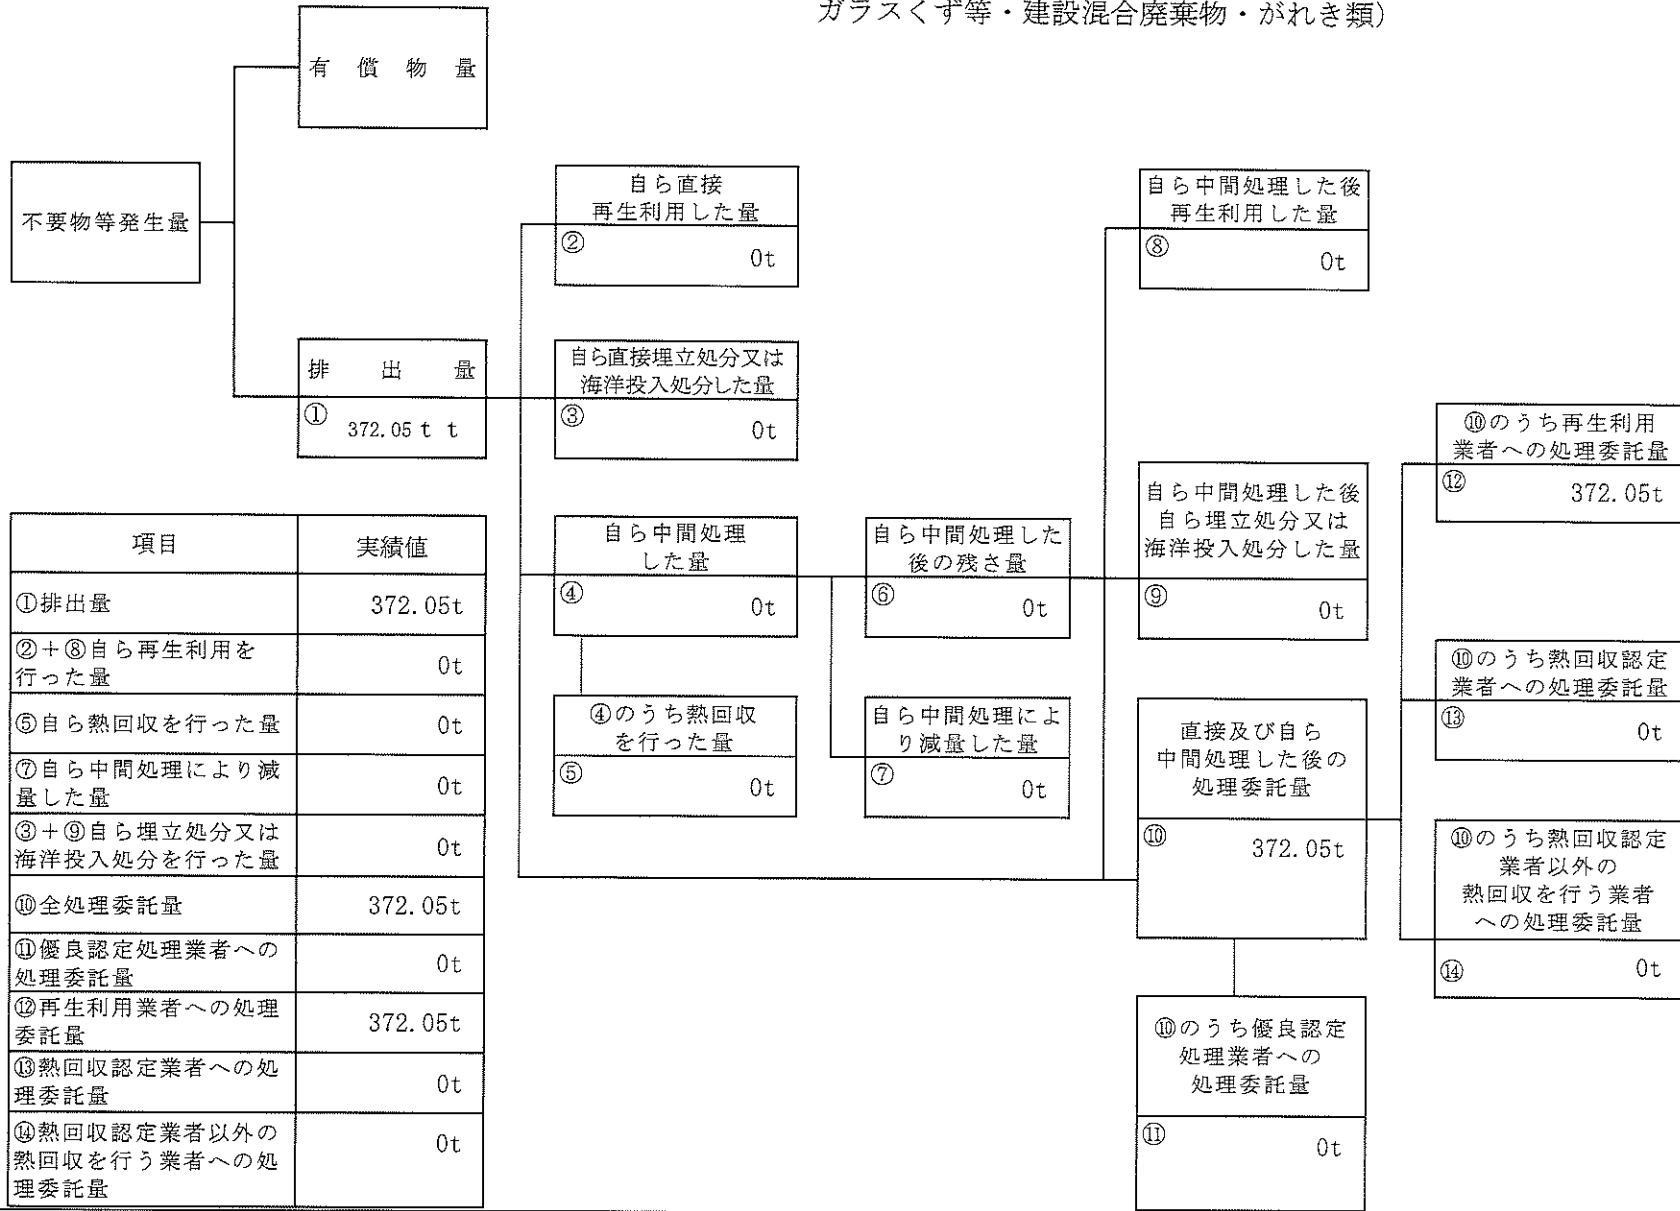 ガラスくず等・建設混合廃棄物・がれき類）
有償物量
不要物等発生量
排出量
①
372.05 t t
自ら直接
再生利用した量
②
0t
自ら直接埋立処分又は
海洋投入処分した量
③
0t
自ら中間処理
した量
④
0t
④のうち熱回収
を行った量
⑤
0t
自ら中間処理した
後の残さ量
⑥
0t
自ら中間処理によ
り減量した量
⑦
0t
自ら中間処理した後
再生利用した量
⑧
0t
自ら中間処理した後
自ら埋立処分又は
海洋投入処分した量
⑨
0t
直接及び自ら
中間処理した後の
処理委託量
⑩
372.05t
⑩のうち優良認定
処理業者への
処理委託量
⑪
0t
⑩のうち再生利用
業者への処理委託量
⑫
372.05t
⑩のうち熱回収認定
業者への処理委託量
⑬
0t
⑩のうち熱回収認定
業者以外の
熱回収を行う業者
への処理委託量
⑭
0t
項目 実績値
①排出量 372.05t
②＋⑧自ら再生利用を
行った量 0t
⑤自ら熱回収を行った量 0t
⑦自ら中間処理により減
量した量 0t
③＋⑨自ら埋立処分又は
海洋投入処分を行った量 0t
⑩全処理委託量 372.05t
⑪優良認定処理業者への
処理委託量 0t
⑫再生利用業者への処理
委託量 372.05t
⑬熱回収認定業者への処
理委託量 0t
⑭熱回収認定業者以外の
熱回収を行う業者への処
理委託量 0t